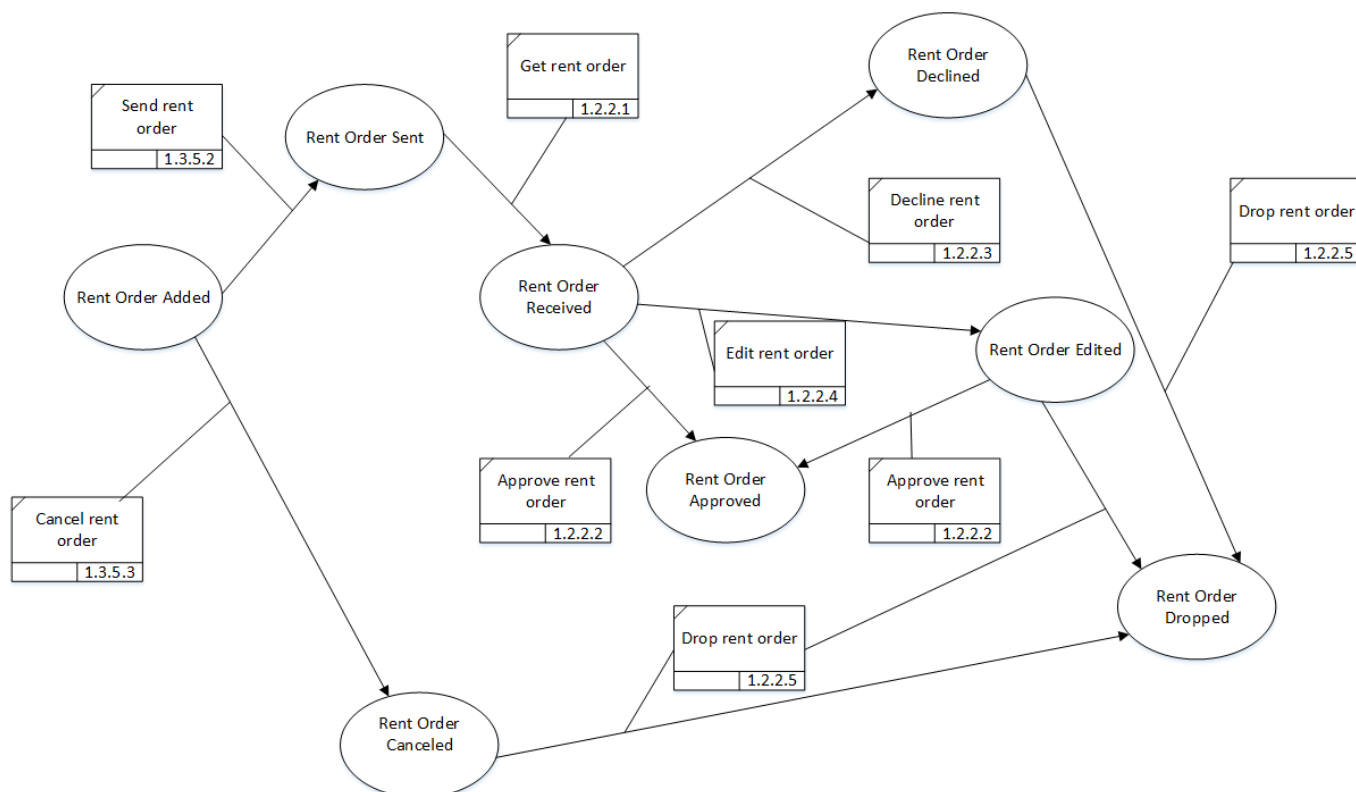 Rent Order
Declined
Get rent order
1.2.2.1
Send rent
order
1.3.5.2
Rent Order Sent
Decline rent
order
1.2.2.3
Drop rent order
1.2.2.5
Rent Order Added
Rent Order
Received
Edit rent order
1.2.2.4
Rent Order Edited
Approve rent
order
1.2.2.2
Rent Order
Approved
Approve rent
order
1.2.2.2
Cancel rent
order
1.3.5.3
Rent Order
Dropped
Drop rent order
1.2.2.5
Rent Order
Canceled